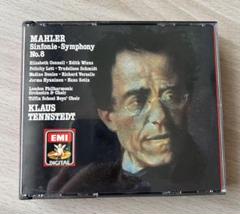 MAHLER
Sinfonie·Symphony
No.8
Elizabeth Connell · Edith Wiens
Felicity Lott · Trudeliese Schmidt
Nadine Denize · Richard Versalle
Jorma Hynninen · Hans Sotin
London Philharmonic
Orchestra & Choir
Tiffin School Boys' Choir
KLAUS
TENNSTEDT
EMI
DIGITAL